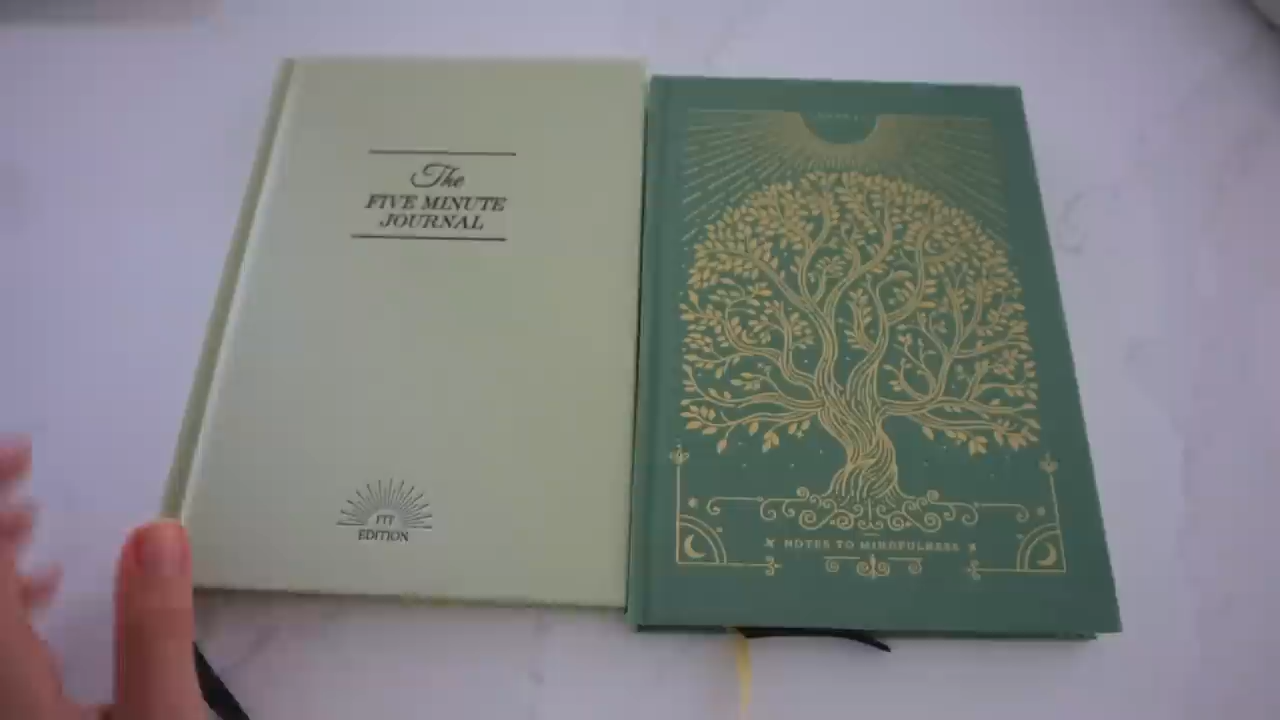 The
FIVE MINUTE
JOURNAL
EDITION
NOTES TO MINDFULNESS